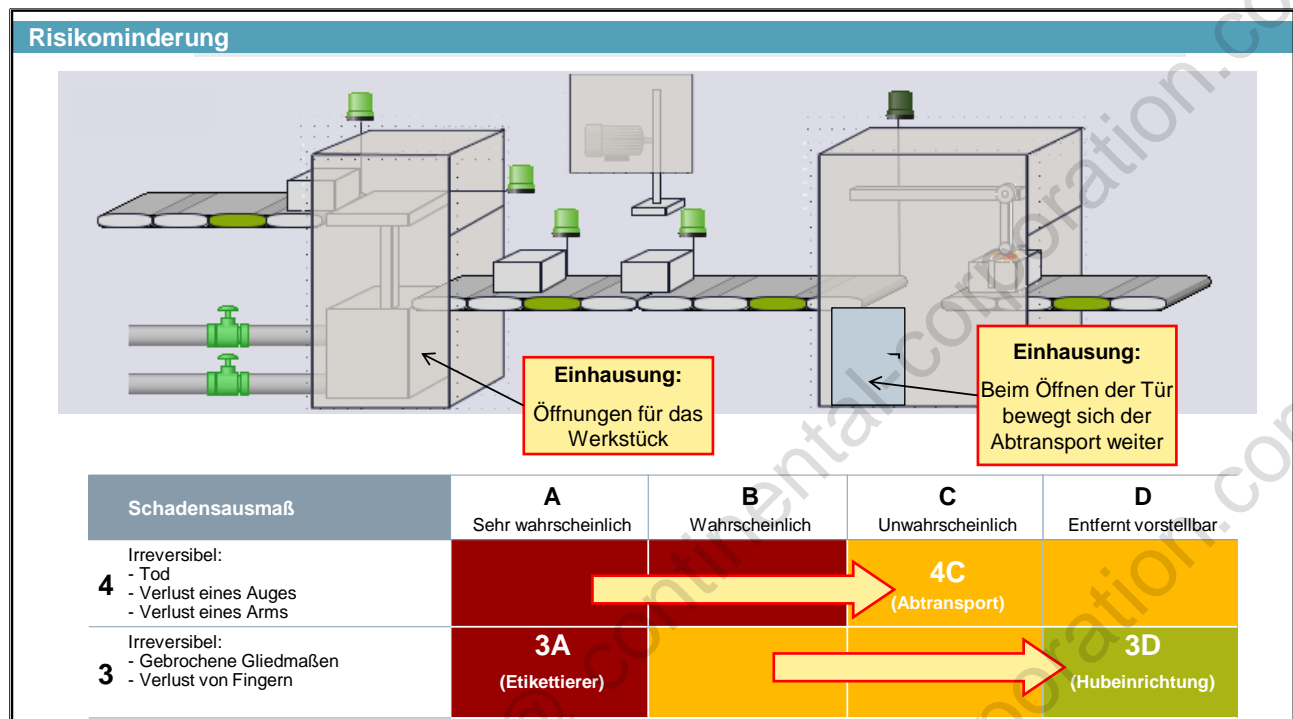 Risikominderung
Einhausung:
Öffnungen für das
Werkstück
Einhausung:
Beim Öffnen der Tür
bewegt sich der
Abtransport weiter
Schadensausmaß
A
Sehr wahrscheinlich
B
Wahrscheinlich
C
Unwahrscheinlich
D
Entfernt vorstellbar
4
Irreversibel:
- Tod
- Verlust eines Auges
- Verlust eines Arms
4C
(Abtransport)
3
Irreversibel:
- Gebrochene Gliedmaßen
- Verlust von Fingern
3A
(Etikettierer)
3D
(Hubeinrichtung)
@ continental-corporation.com
corporation.com